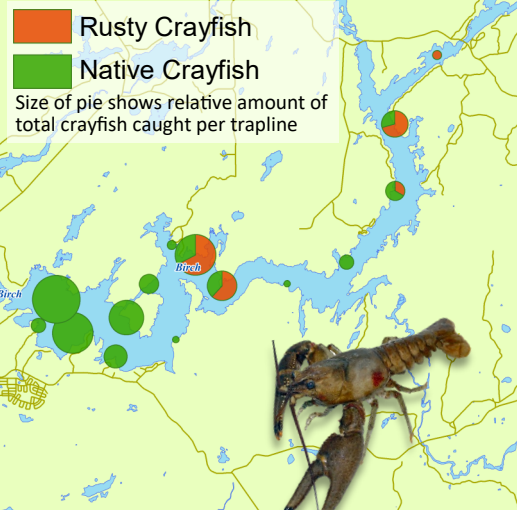 Rusty Crayfish
Native Crayfish
Size of pie shows relative amount of
total crayfish caught per trapline
Birch
Birch